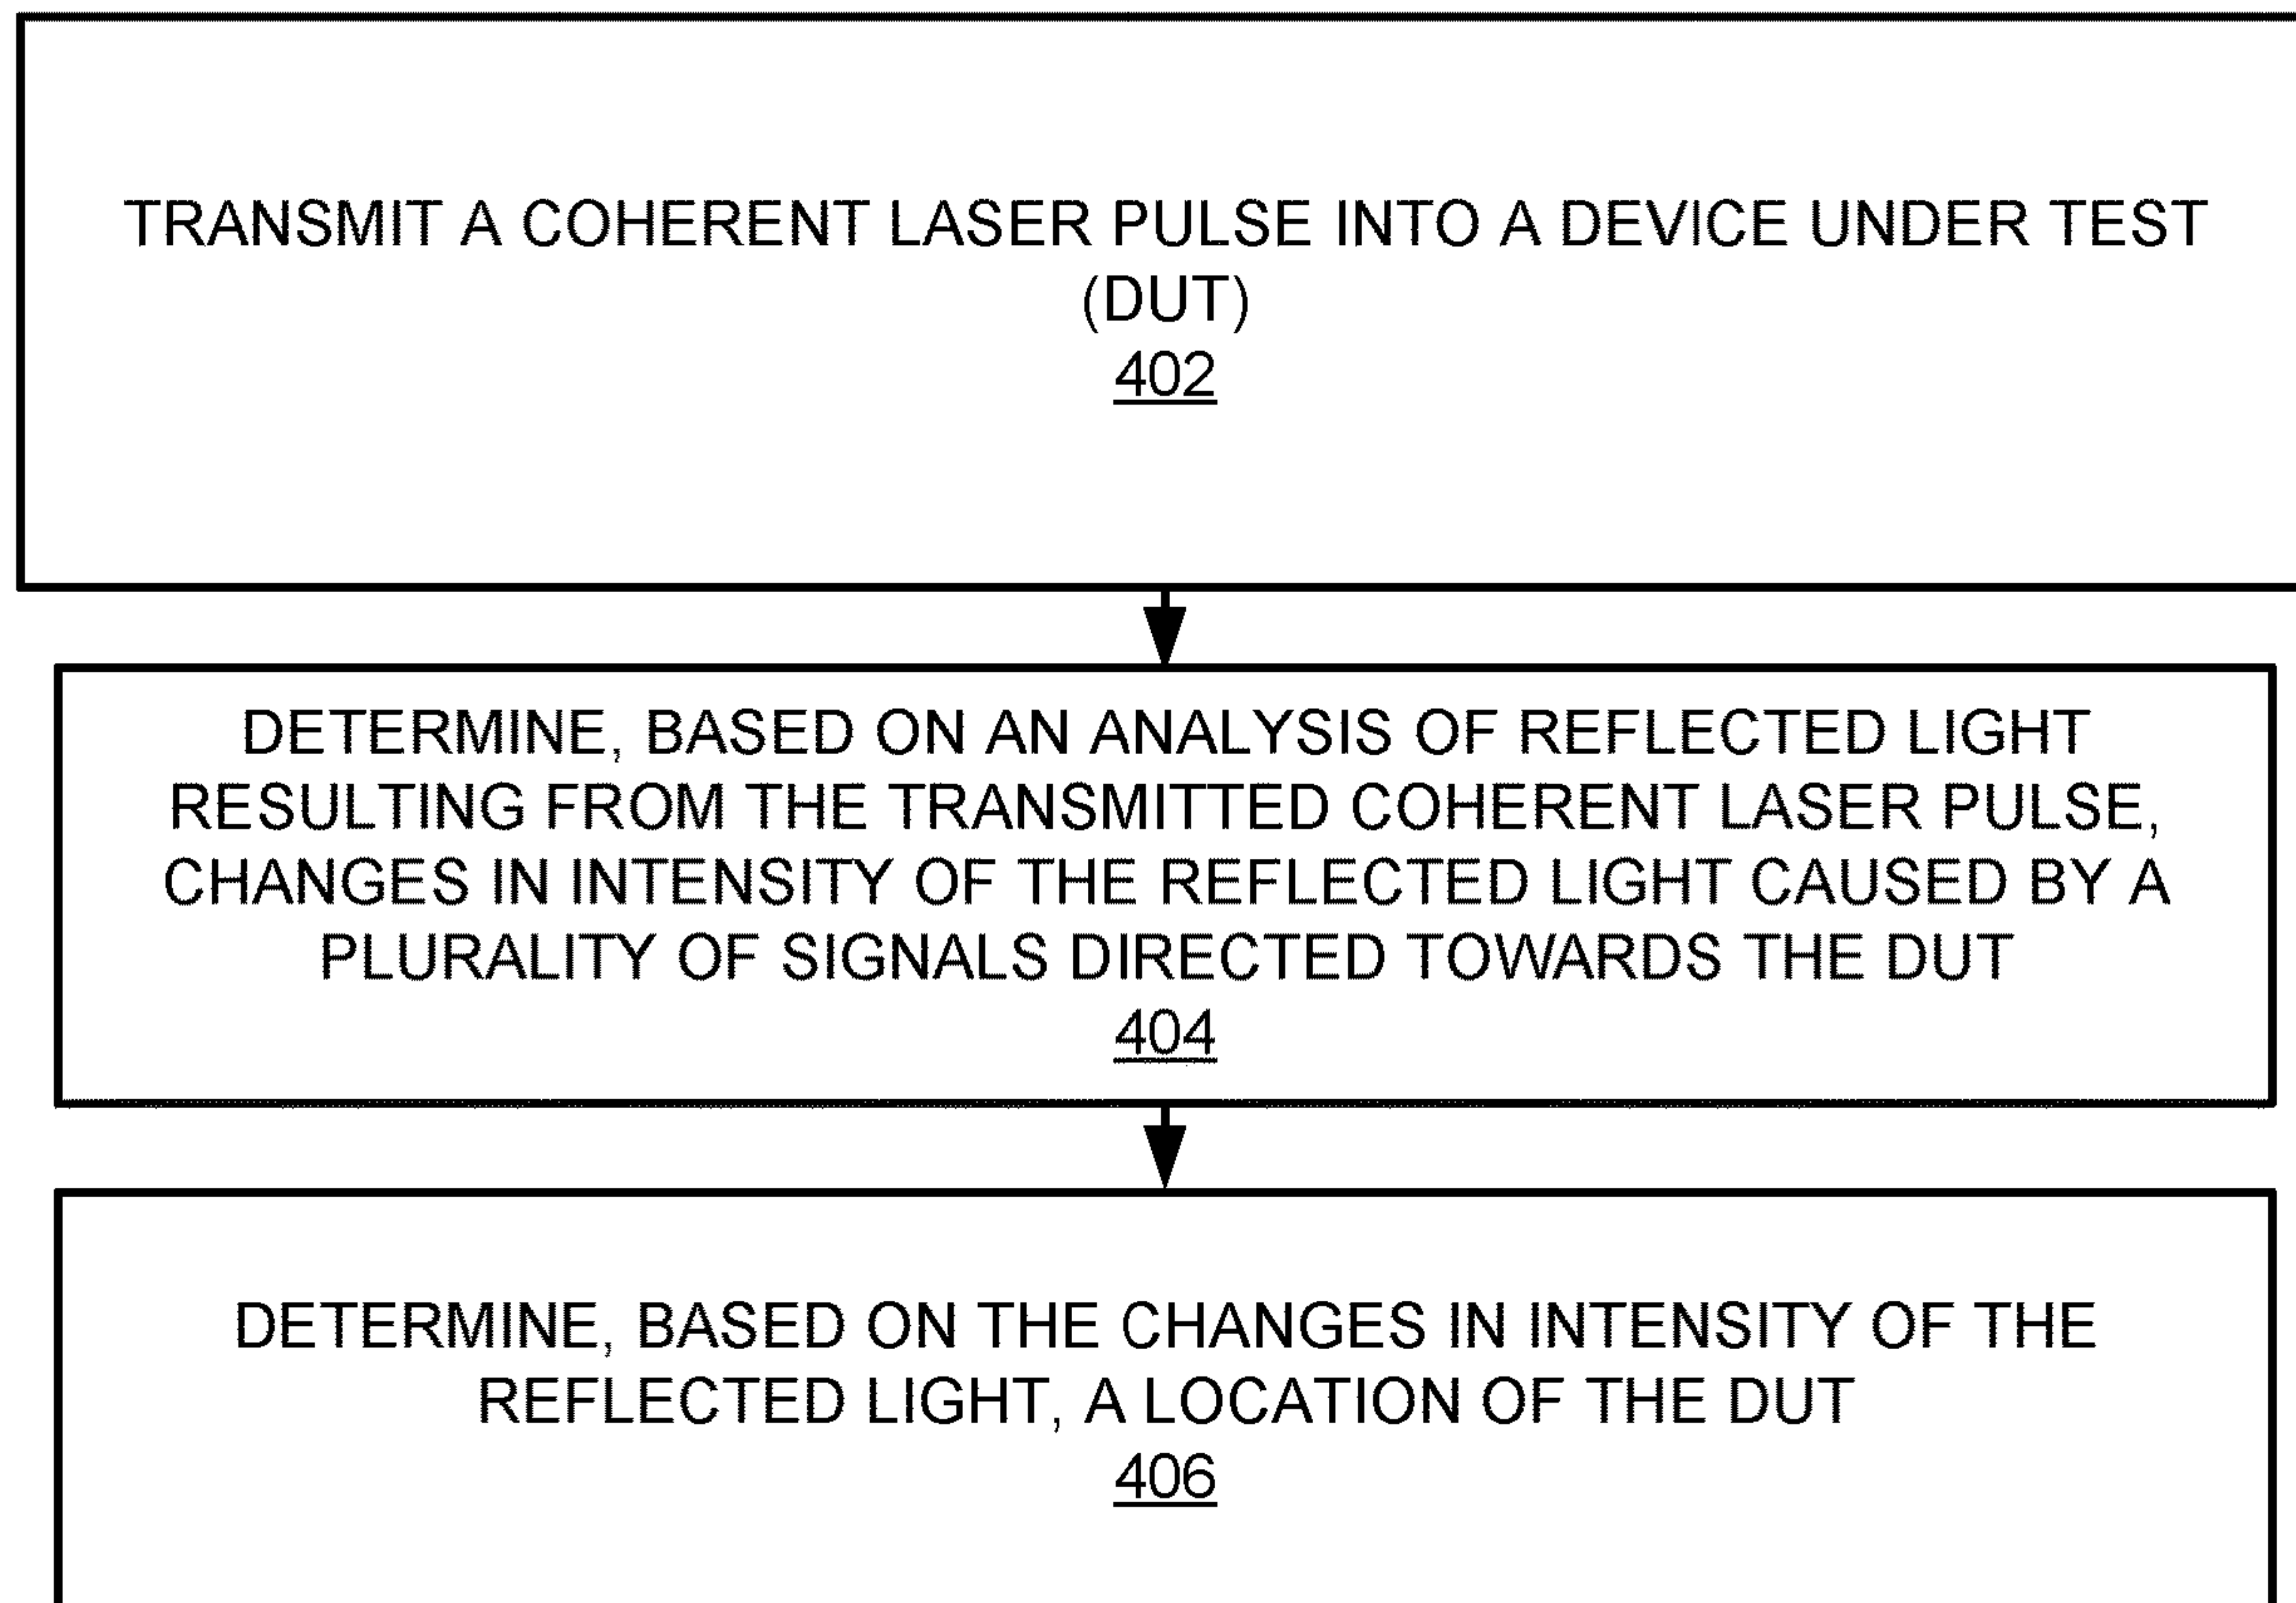 TRANSMIT A COHERENT LASER PULSE INTO A DEVICE UNDER TEST
(DUT)
402
DETERMINE, BASED ON AN ANALYSIS OF REFLECTED LIGHT
RESULTING FROM THE TRANSMITTED COHERENT LASER PULSE,
CHANGES IN INTENSITY OF THE REFLECTED LIGHT CAUSED BY A
PLURALITY OF SIGNALS DIRECTED TOWARDS THE DUT
404
DETERMINE, BASED ON THE CHANGES IN INTENSITY OF THE
REFLECTED LIGHT, A LOCATION OF THE DUT
406